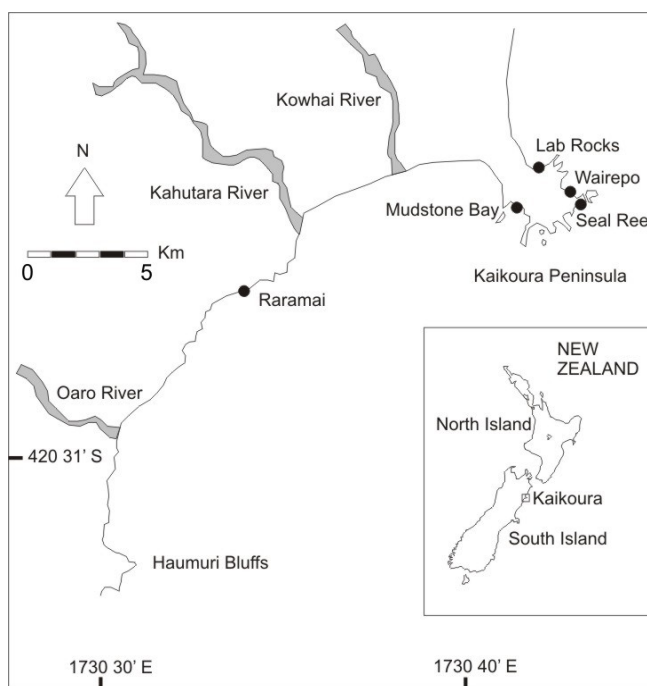 Kowhai River
Lab Rocks
N
Wairepo
Kahutara River
Mudstone Bay
Seal Ree
Km
0 5
Kaikoura Peninsula
Raramai
NEW
ZEALAND
Oaro River
North Island
420 31’ S
Kaikoura
South Island
Haumuri Bluffs
1730 30’ E
1730 40’ E